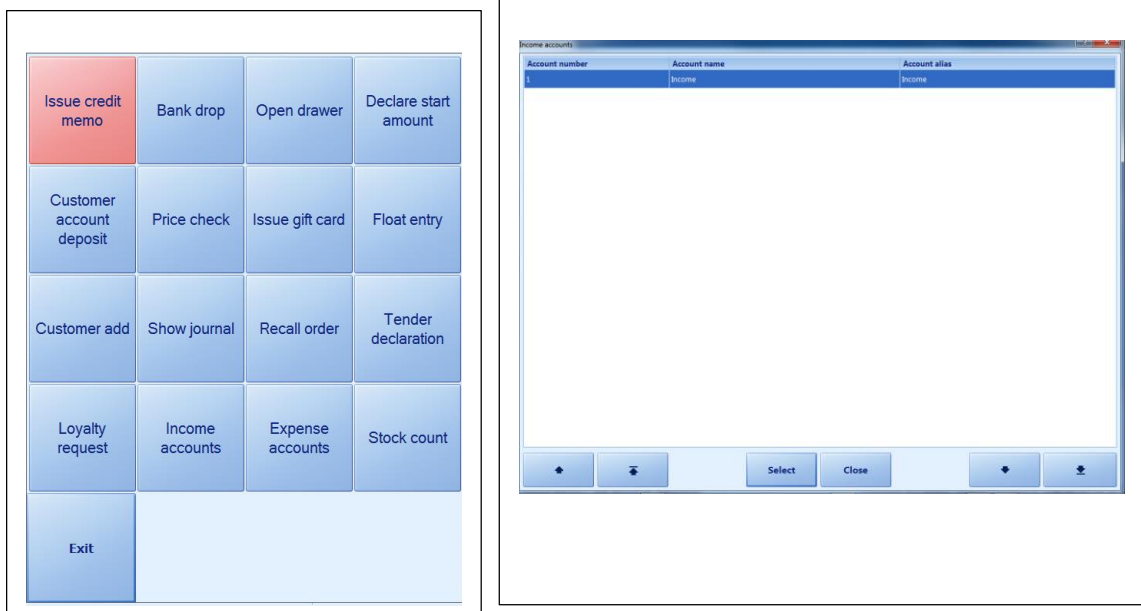 Issue credit
memo
Bank drop
Open drawer
Declare start
amount
Customer
account
deposit
Price check
Issue gift card
Float entry
Customer add
Show journal
Recall order
Tender
declaration
Loyalty
request
Income
accounts
Expense
accounts
Stock count
Exit
Income accounts
Account number Account name Account alias
1 Income Income
Select Close